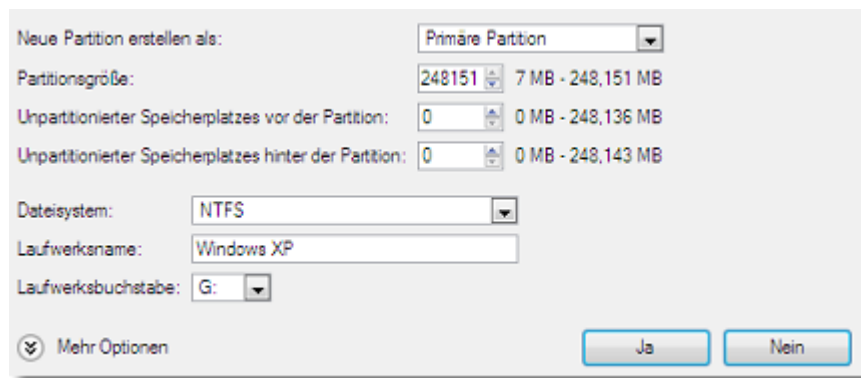 Neue Partition erstellen als: Primäre Partition
Partitionsgröße: 248151 7 MB - 248,151 MB
Unpartitionierter Speicherplatzes vor der Partition: 0 0 MB - 248,136 MB
Unpartitionierter Speicherplatzes hinter der Partition: 0 0 MB - 248,143 MB
Dateisystem: NTFS
Laufwerksname: Windows XP
Laufwerksbuchstabe: G:
Mehr Optionen Ja Nein